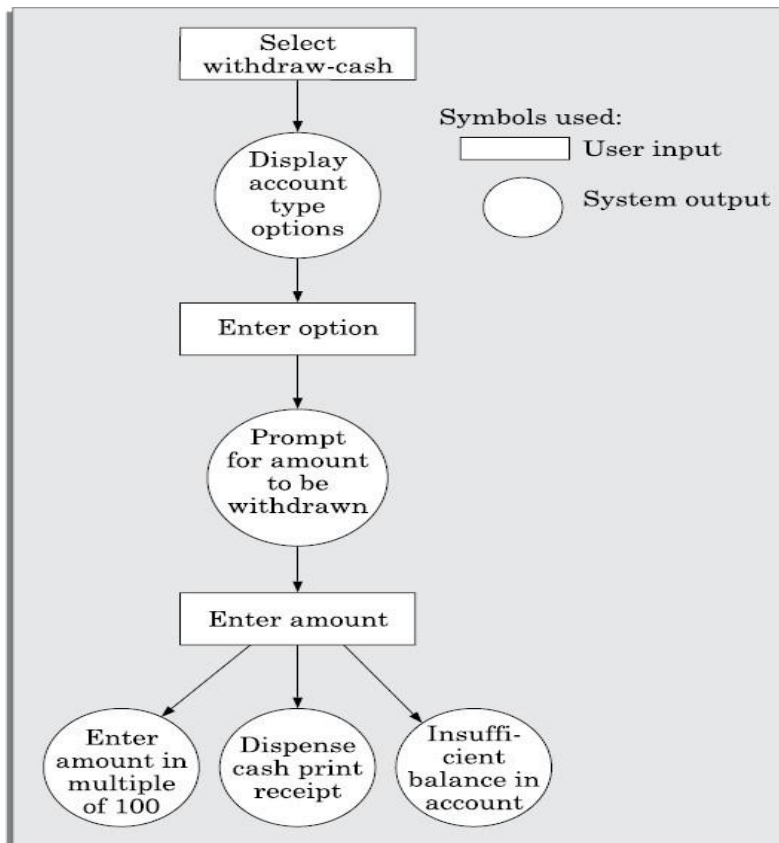 Select
withdraw-cash
Symbols used:
User input
Display
account
type
options
System output
Enter option
Prompt
for amount
to be
withdrawn
Enter amount
Enter
amount in
multiple
of 100
Dispense
cash print
receipt
Insuffi-
cient
balance in
account